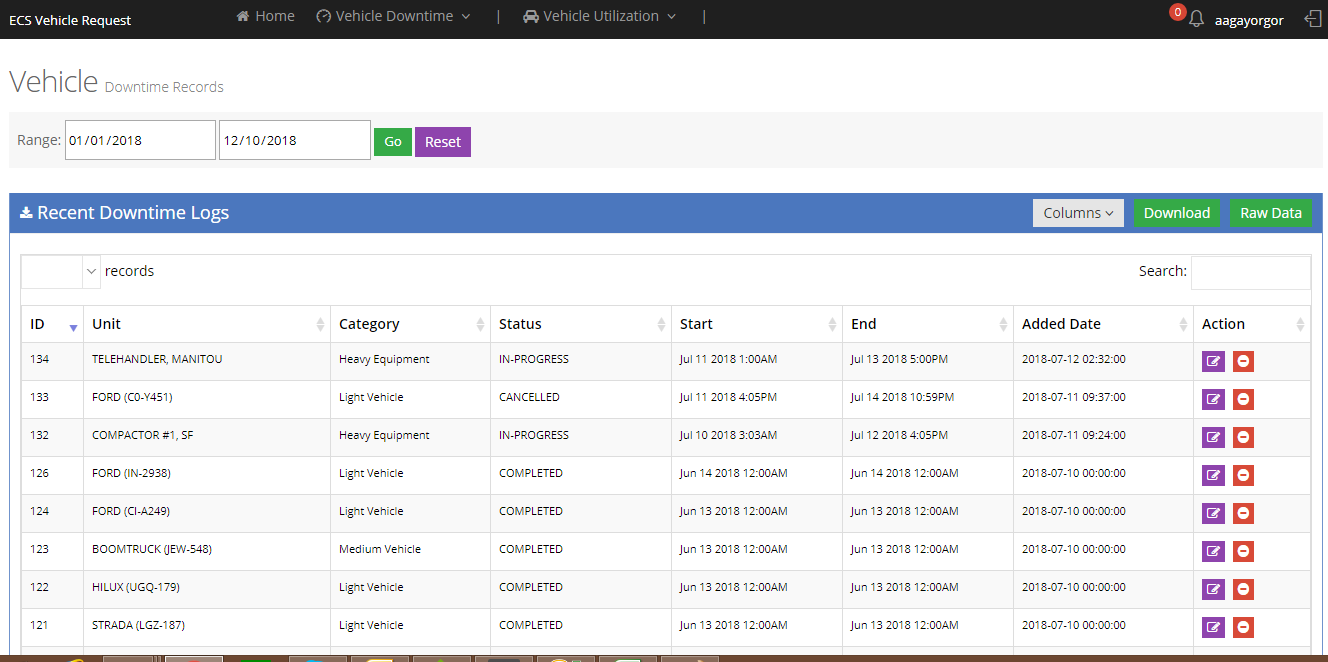 ECS Vehicle Request Home Vehicle Downtime | Vehicle Utilization | 0 aagayorgor
Vehicle Downtime Records
Range: 01/01/2018 12/10/2018 Go Reset
Recent Downtime Logs Columns Download Raw Data
records Search:
ID Unit Category Status Start End Added Date Action
134 TELEHANDLER, MANITOU Heavy Equipment IN-PROGRESS Jul 11 2018 1:00AM Jul 13 2018 5:00PM 2018-07-12 02:32:00
133 FORD (C0-Y451) Light Vehicle CANCELLED Jul 11 2018 4:05PM Jul 14 2018 10:59PM 2018-07-11 09:37:00
132 COMPACTOR #1, SF Heavy Equipment IN-PROGRESS Jul 10 2018 3:03AM Jul 12 2018 4:05PM 2018-07-11 09:24:00
126 FORD (IN-2938) Light Vehicle COMPLETED Jun 14 2018 12:00AM Jun 14 2018 12:00AM 2018-07-10 00:00:00
124 FORD (CI-A249) Light Vehicle COMPLETED Jun 13 2018 12:00AM Jun 13 2018 12:00AM 2018-07-10 00:00:00
123 BOOMTRUCK (JEW-548) Medium Vehicle COMPLETED Jun 13 2018 12:00AM Jun 13 2018 12:00AM 2018-07-10 00:00:00
122 HILUX (UGQ-179) Light Vehicle COMPLETED Jun 13 2018 12:00AM Jun 13 2018 12:00AM 2018-07-10 00:00:00
121 STRADA (LGZ-187) Light Vehicle COMPLETED Jun 13 2018 12:00AM Jun 13 2018 12:00AM 2018-07-10 00:00:00